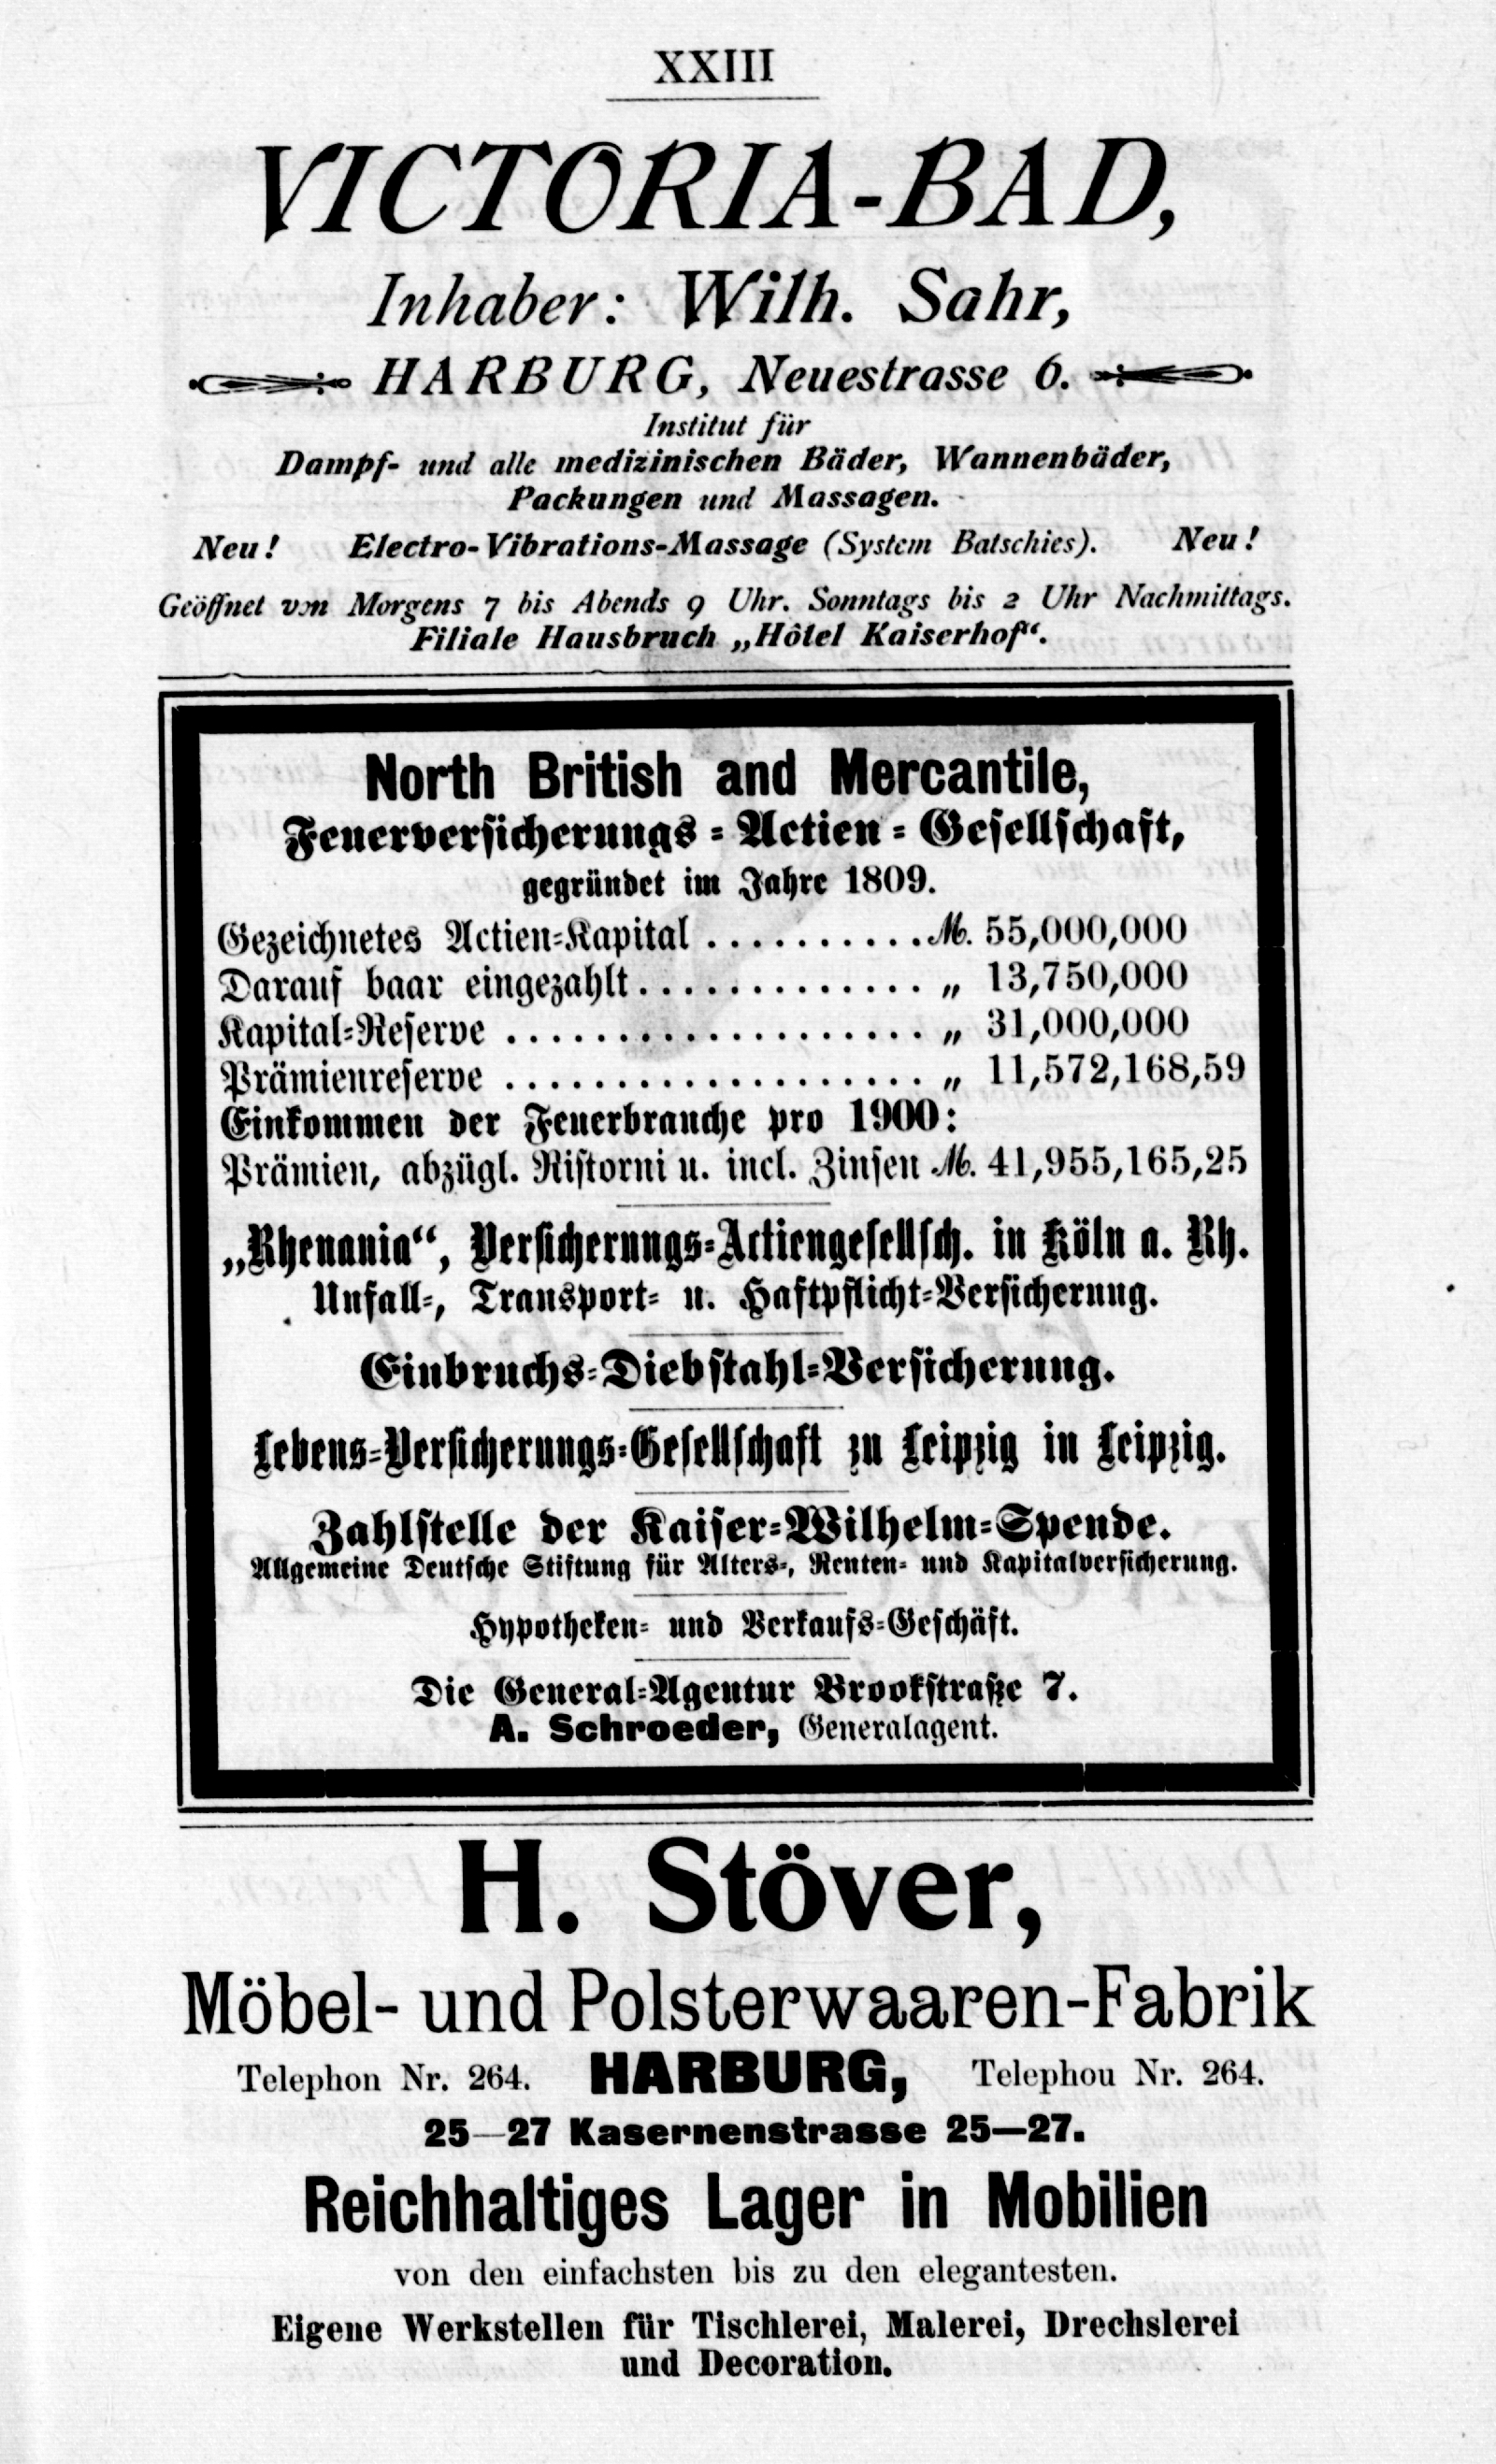 XXIII
VICTORIA-BAD,
Inhaber: Wilh. Sahr,
HARBURG, Neuestrasse 6.
Institut für
Dampf- und alle medizinischen Bäder, Wannenbäder,
Packungen und Massagen.
Neu! Electro-Vibrations-Massage (System Batschies). Neu!
Geöffnet von Morgens 7 bis Abends 9 Uhr. Sonntags bis 2 Uhr Nachmittags.
Filiale Hausbruch „Hôtel Kaiserhof“.
North British and Mercantile,
Feuerversicherungs-Actien-Gesellschaft,
gegründet im Jahre 1809.
Gezeichnetes Actien-Kapital .......... M. 55,000,000
Darauf baar eingezahlt ............. „ 13,750,000
Kapital-Reserve ................... „ 31,000,000
Prämienreserve ................... „ 11,572,168,59
Einkommen der Feuerbranche pro 1900:
Prämien, abzügl. Ristorni u. incl. Zinsen M. 41,955,165,25
„Rhenania“, Versicherungs-Actiengesellsch. in Köln a. Rh.
Unfall-, Transport- u. Haftpflicht-Versicherung.
Einbruchs-Diebstahl-Versicherung.
Lebens-Versicherungs-Gesellschaft zu Leipzig in Leipzig.
Zahlstelle der Kaiser-Wilhelm-Spende.
Allgemeine Deutsche Stiftung für Alters-, Renten- und Kapitalversicherung.
Hypotheken- und Verkaufs-Geschäft.
Die General-Agentur Brookstraße 7.
A. Schroeder, Generalagent.
H. Stöver,
Möbel- und Polsterwaaren-Fabrik
Telephon Nr. 264. HARBURG, Telephou Nr. 264.
25—27 Kasernenstrasse 25—27.
Reichhaltiges Lager in Mobilien
von den einfachsten bis zu den elegantesten.
Eigene Werkstellen für Tischlerei, Malerei, Drechslerei
und Decoration.